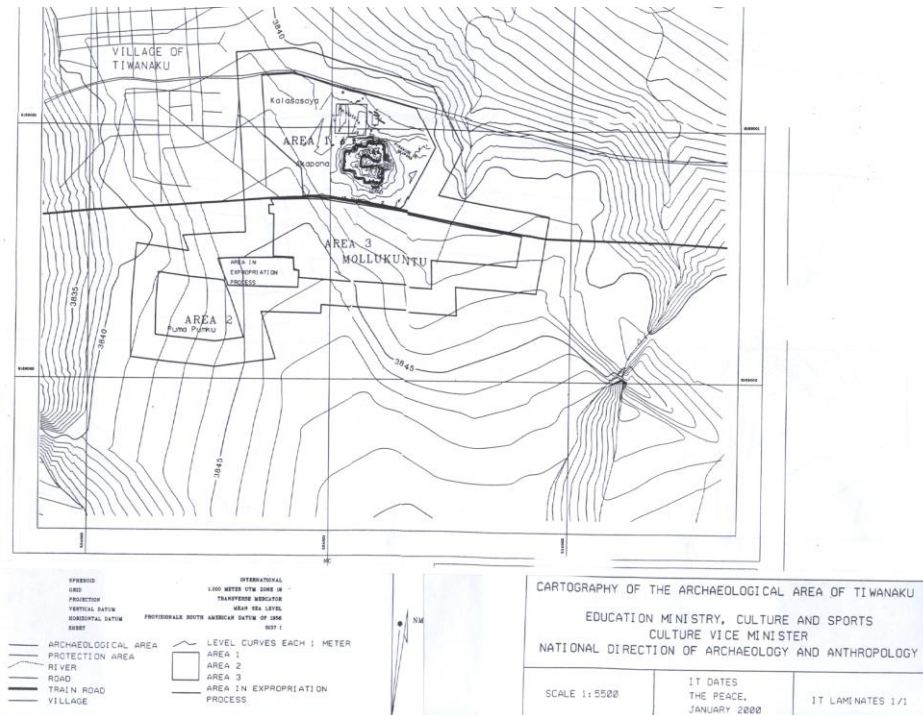 3840
VILLAGE OF
TIWANAKU
Kalasasaya
AREA 1
Akapana
AREA 3
MOLLUKUNTU
AREA IN
EXPROPRIATION
PROCESS
3835
3840
AREA 2
Puma Punku
3845
3845
SPHEROID INTERNATIONAL
GRID 1.000 METER UTM ZONE 19
PROJECTION TRANSVERSE MERCATOR
VERTICAL DATUM MEAN SEA LEVEL
HORIZONTAL DATUM PROVISIONALE SOUTH AMERICAN DATUM OF 1956
SHEET
NM
ARCHAEOLOGICAL AREA
PROTECTION AREA
RIVER
ROAD
TRAIN ROAD
VILLAGE
LEVEL CURVES EACH 1 METER
AREA 1
AREA 2
AREA 3
AREA IN EXPROPRIATION
PROCESS
CARTOGRAPHY OF THE ARCHAEOLOGICAL AREA OF TIWANAKU
EDUCATION MINISTRY, CULTURE AND SPORTS
CULTURE VICE MINISTER
NATIONAL DIRECTION OF ARCHAEOLOGY AND ANTHROPOLOGY
SCALE 1:5500
IT DATES
THE PEACE,
JANUARY 2000
IT LAMINATES 1/1